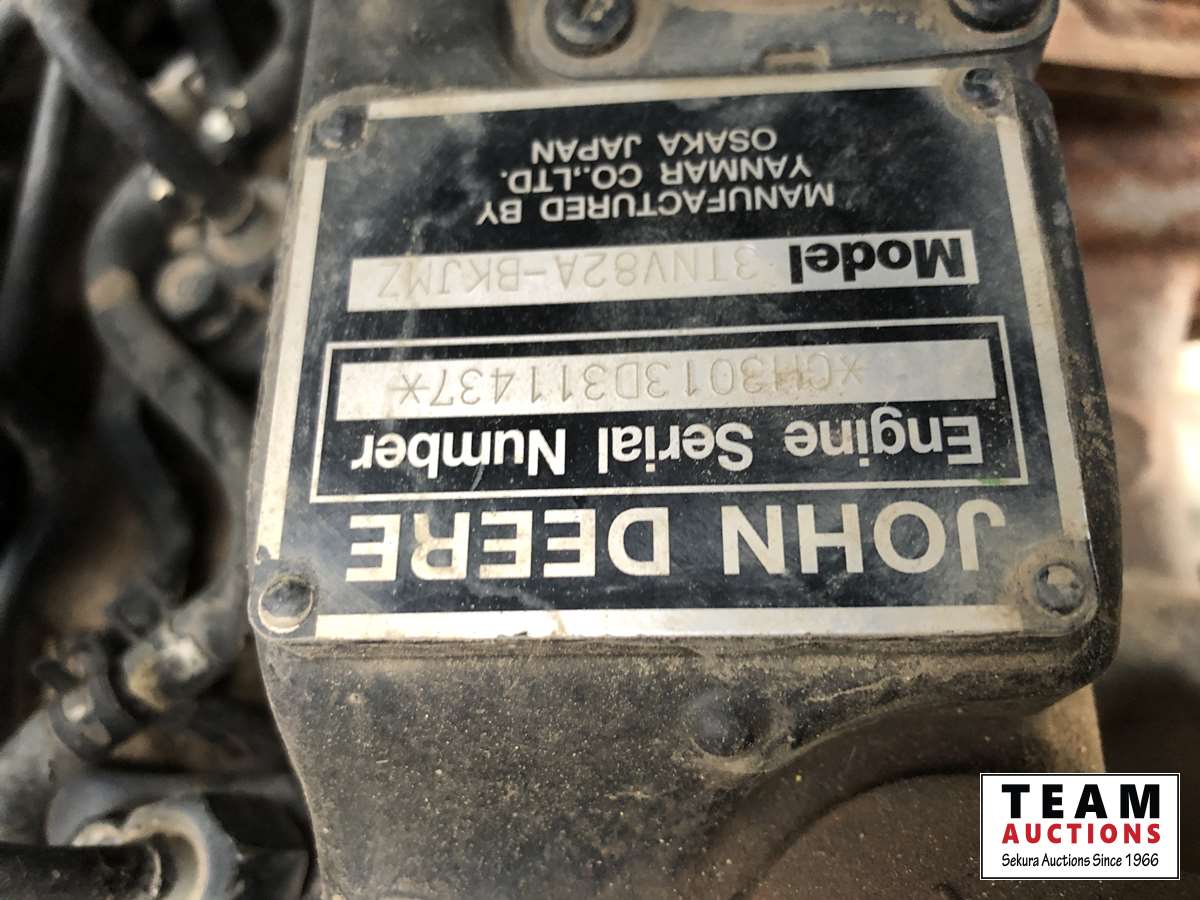 JOHN DEERE
Engine Serial Number
*CH3013D311437*
Model 3TNV82A-BKJMZ
MANUFACTURED BY
YANMAR CO.,LTD.
OSAKA JAPAN
TEAM
AUCTIONS
Sekura Auctions Since 1966